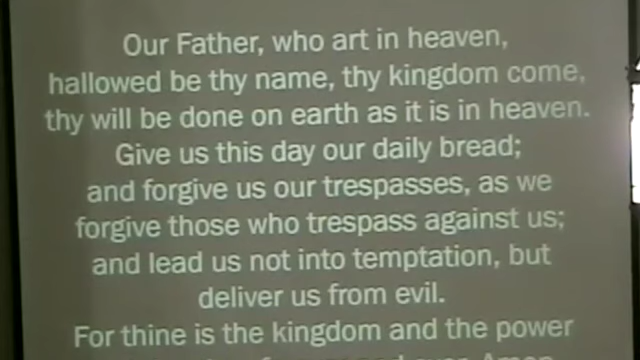 Our Father, who art in heaven,
hallowed be thy name, thy kingdom come,
thy will be done on earth as it is in heaven.
Give us this day our daily bread;
and forgive us our trespasses, as we
forgive those who trespass against us;
and lead us not into temptation, but
deliver us from evil.
For thine is the kingdom and the power